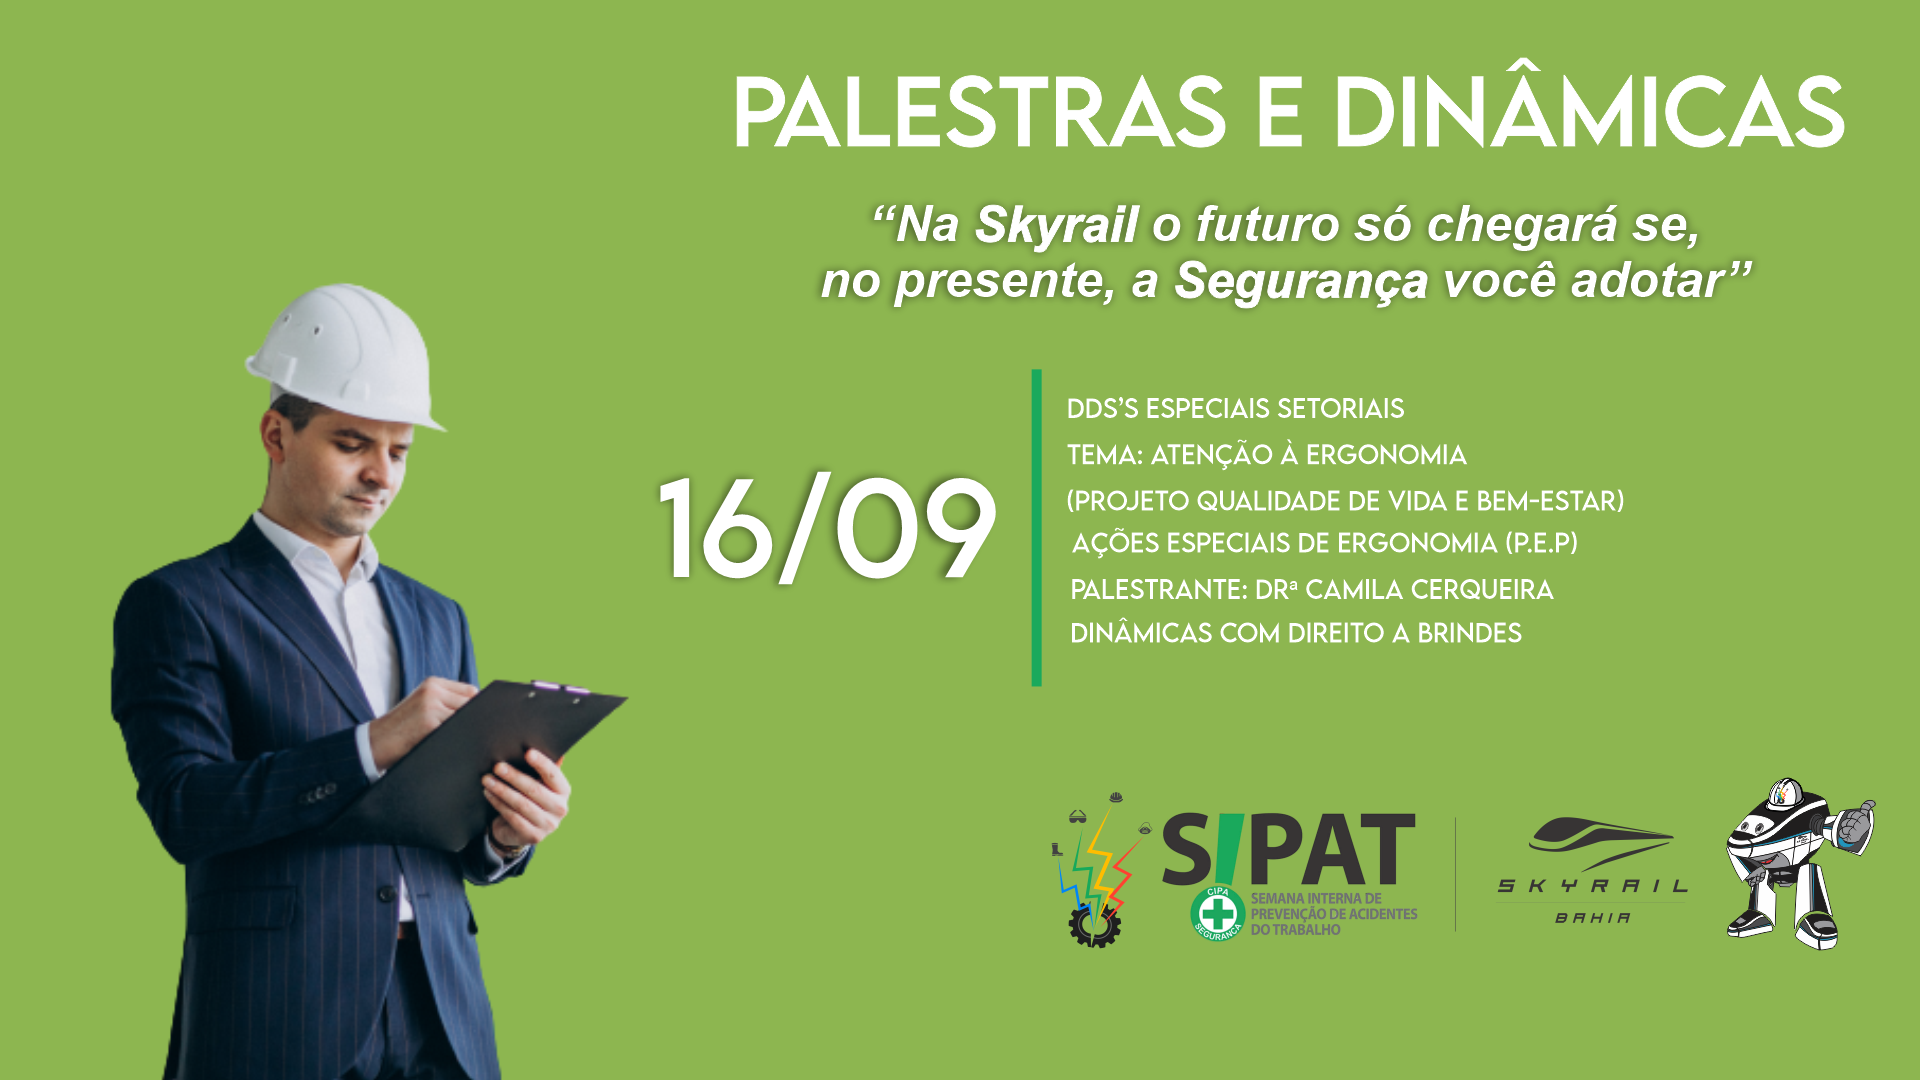 PALESTRAS E DINÂMICAS
“Na Skyrail o futuro só chegará se,
no presente, a Segurança você adotar”
16/09
DDS’S ESPECIAIS SETORIAIS
TEMA: ATENÇÃO À ERGONOMIA
(PROJETO QUALIDADE DE VIDA E BEM-ESTAR)
AÇÕES ESPECIAIS DE ERGONOMIA (P.E.P)
PALESTRANTE: DRª CAMILA CERQUEIRA
DINÂMICAS COM DIREITO A BRINDES
SIPAT
CIPA
SEGURANÇA
SEMANA INTERNA DE
PREVENÇÃO DE ACIDENTES
DO TRABALHO
SKYRAIL
BAHIA